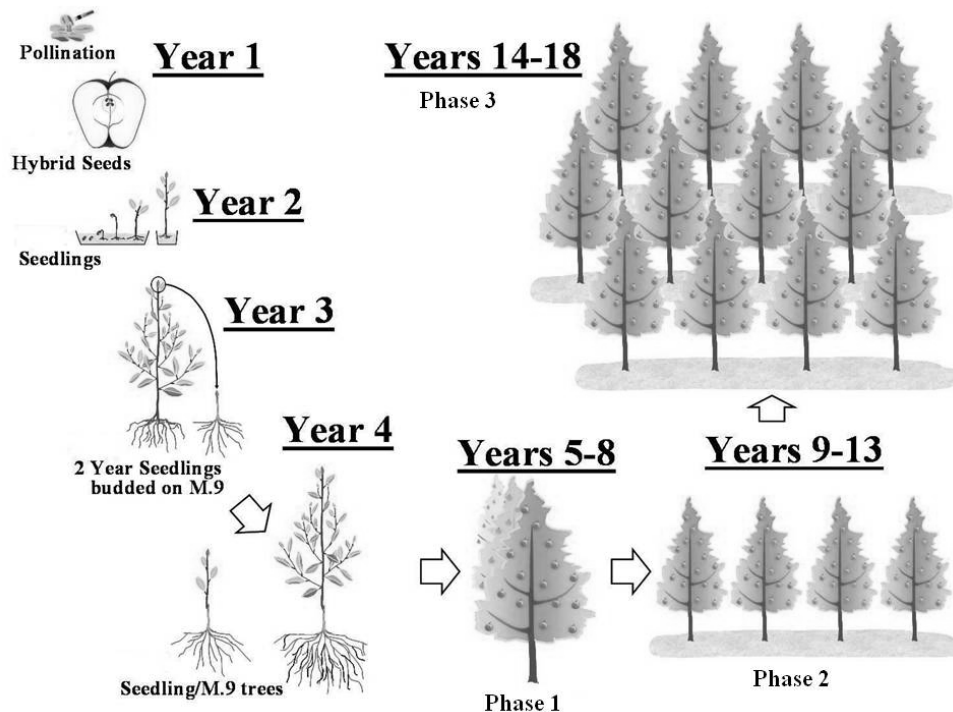 Pollination
Year 1
Hybrid Seeds
Year 2
Seedlings
Year 3
2 Year Seedlings
budded on M.9
Year 4
Seedling/M.9 trees
Years 5-8
Phase 1
Years 9-13
Phase 2
Years 14-18
Phase 3